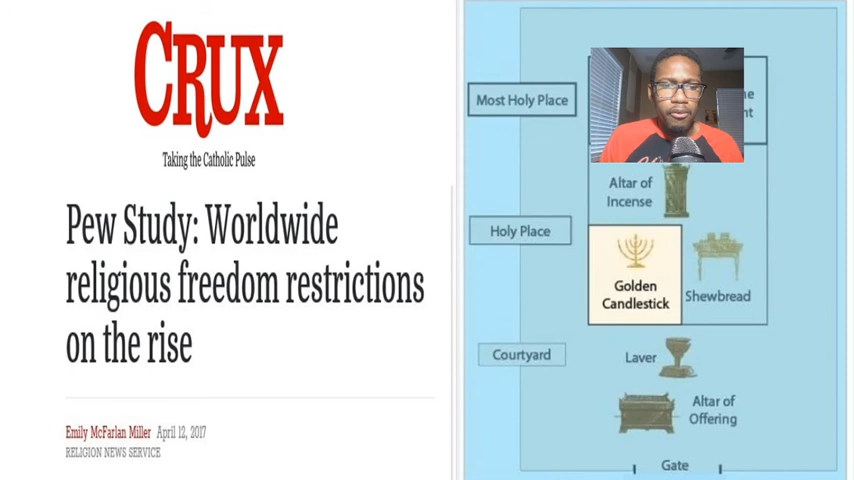 CRUX
Taking the Catholic Pulse
Pew Study: Worldwide
religious freedom restrictions
on the rise
Emily McFarlan Miller April 12, 2017
RELIGION NEWS SERVICE
Most Holy Place
Altar of
Incense
Holy Place
Golden
Candlestick
Shewbread
Courtyard
Laver
Altar of
Offering
Gate